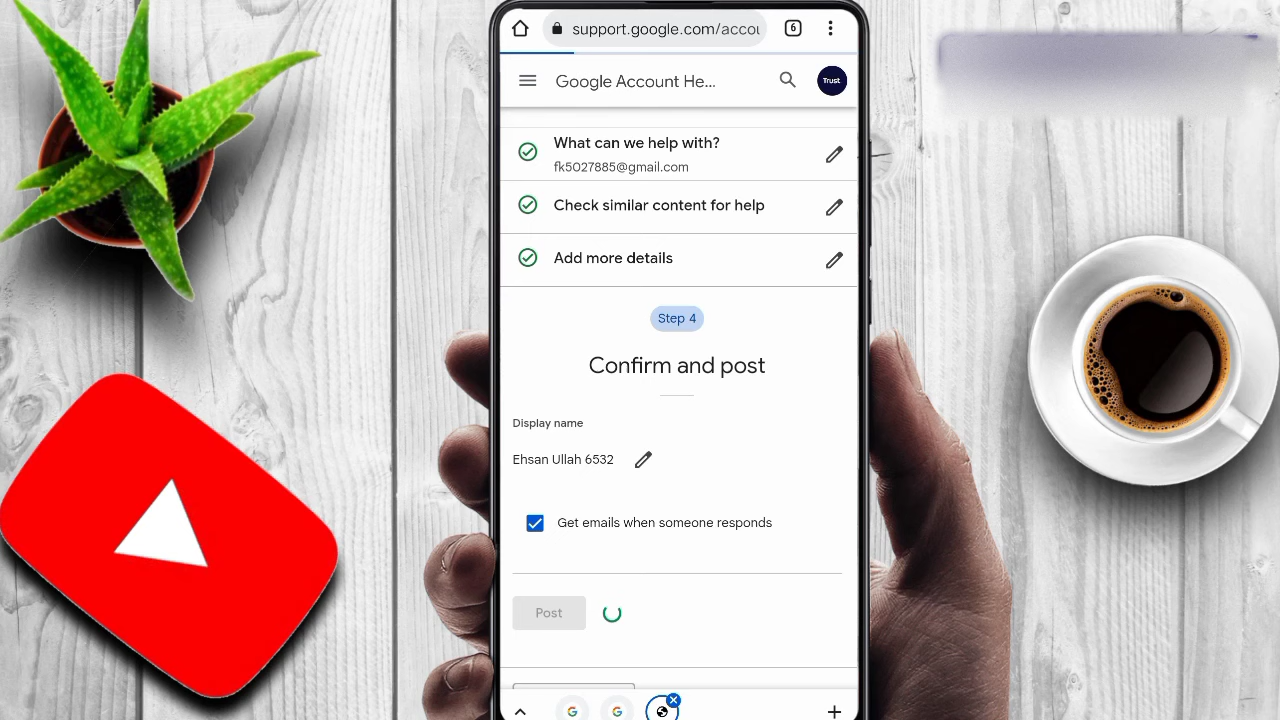 support.google.com/accou
6
Google Account He...
Trust
What can we help with?
fk5027885@gmail.com
Check similar content for help
Add more details
Step 4
Confirm and post
Display name
Ehsan Ullah 6532
Get emails when someone responds
Post